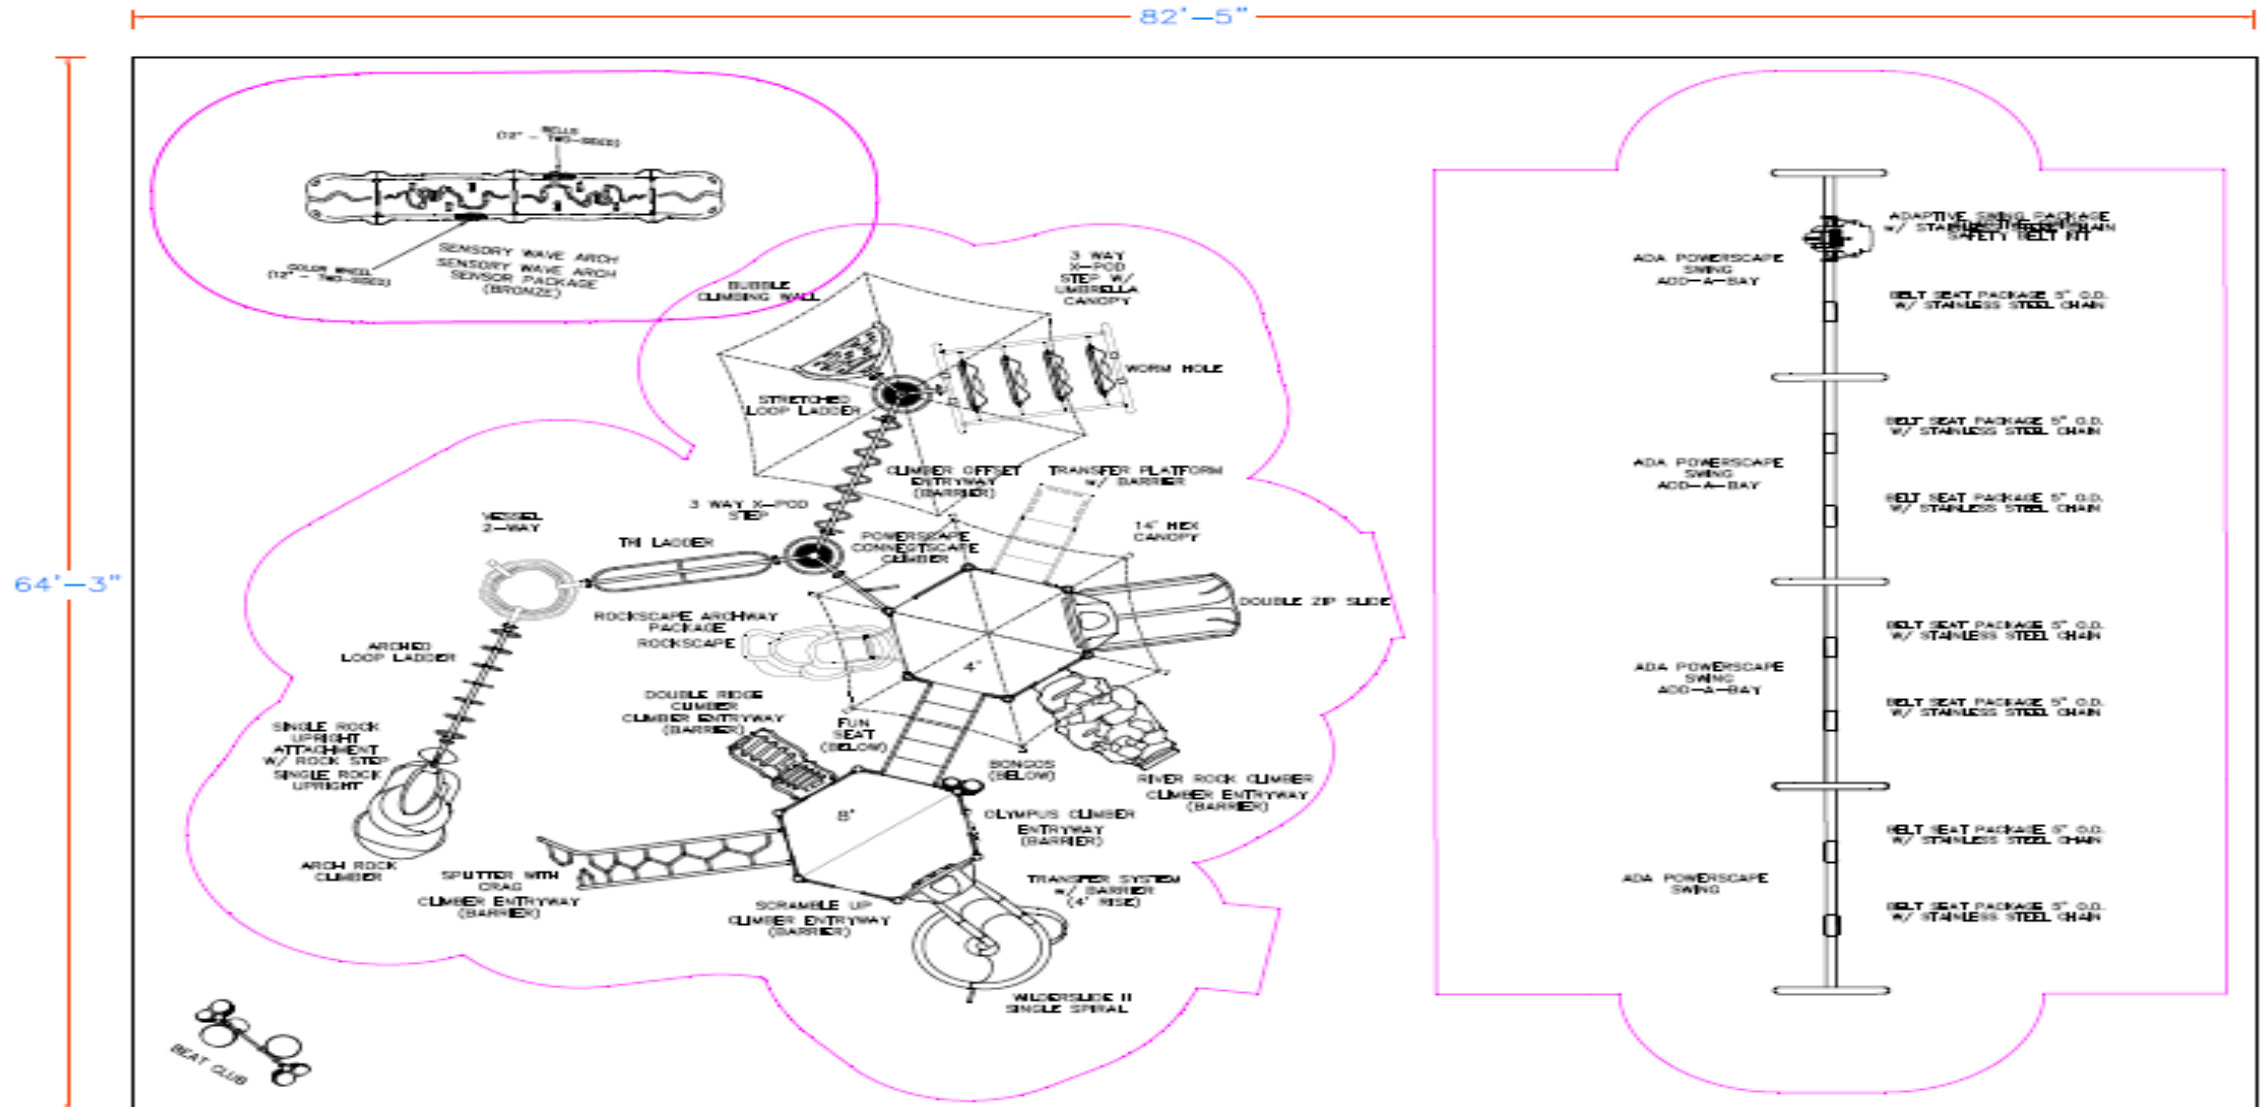 82'-5"
64'-3"
BELLS
(12" - TWO-SIDED)
COLOR WHEEL
(12" - TWO-SIDED)
SENSORY WAVE ARCH
SENSORY WAVE ARCH
SENSOR PACKAGE
(BRONZE)
BUBBLE
CLIMBING WALL
3 WAY
X-POD
STEP W/
UMBRELLA
CANOPY
WORM HOLE
STRETCHED
LOOP LADDER
CLIMBER OFFSET
ENTRYWAY
(BARRIER)
TRANSFER PLATFORM
w/ BARRIER
3 WAY X-POD
STEP
VESSEL
2-WAY
TRI LADDER
POWERSCAPE
CONNECTSCAPE
CLIMBER
14' HEX
CANOPY
DOUBLE ZIP SLIDE
ROCKSCAPE ARCHWAY
PACKAGE
ROCKSCAPE
4'
ARCHED
LOOP LADDER
DOUBLE RIDGE
CLIMBER
CLIMBER ENTRYWAY
(BARRIER)
FUN
SEAT
(BELOW)
BONGOS
(BELOW)
RIVER ROCK CLIMBER
CLIMBER ENTRYWAY
(BARRIER)
SINGLE ROCK
UPRIGHT
ATTACHMENT
W/ ROCK STEP
SINGLE ROCK
UPRIGHT
8'
OLYMPUS CLIMBER
ENTRYWAY
(BARRIER)
ARCH ROCK
CLIMBER
SPLITTER WITH
CRAG
CLIMBER ENTRYWAY
(BARRIER)
SCRAMBLE UP
CLIMBER ENTRYWAY
(BARRIER)
TRANSFER SYSTEM
w/ BARRIER
(4' RISE)
WILDERSLIDE II
SINGLE SPIRAL
BEAT CLUB
ADAPTIVE SWING PACKAGE
w/ STAINLESS STEEL CHAIN
SAFETY BELT KIT
ADA POWERSCAPE
SWING
ADD-A-BAY
BELT SEAT PACKAGE 5" O.D.
W/ STAINLESS STEEL CHAIN
BELT SEAT PACKAGE 5" O.D.
W/ STAINLESS STEEL CHAIN
ADA POWERSCAPE
SWING
ADD-A-BAY
BELT SEAT PACKAGE 5" O.D.
W/ STAINLESS STEEL CHAIN
BELT SEAT PACKAGE 5" O.D.
W/ STAINLESS STEEL CHAIN
ADA POWERSCAPE
SWING
ADD-A-BAY
BELT SEAT PACKAGE 5" O.D.
W/ STAINLESS STEEL CHAIN
BELT SEAT PACKAGE 5" O.D.
W/ STAINLESS STEEL CHAIN
ADA POWERSCAPE
SWING
BELT SEAT PACKAGE 5" O.D.
W/ STAINLESS STEEL CHAIN